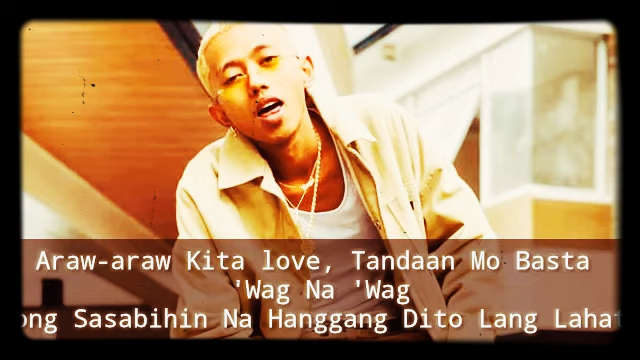 Araw-araw Kita love, Tandaan Mo Basta
'Wag Na 'Wag
Sasabihin Na Hanggang Dito Lang